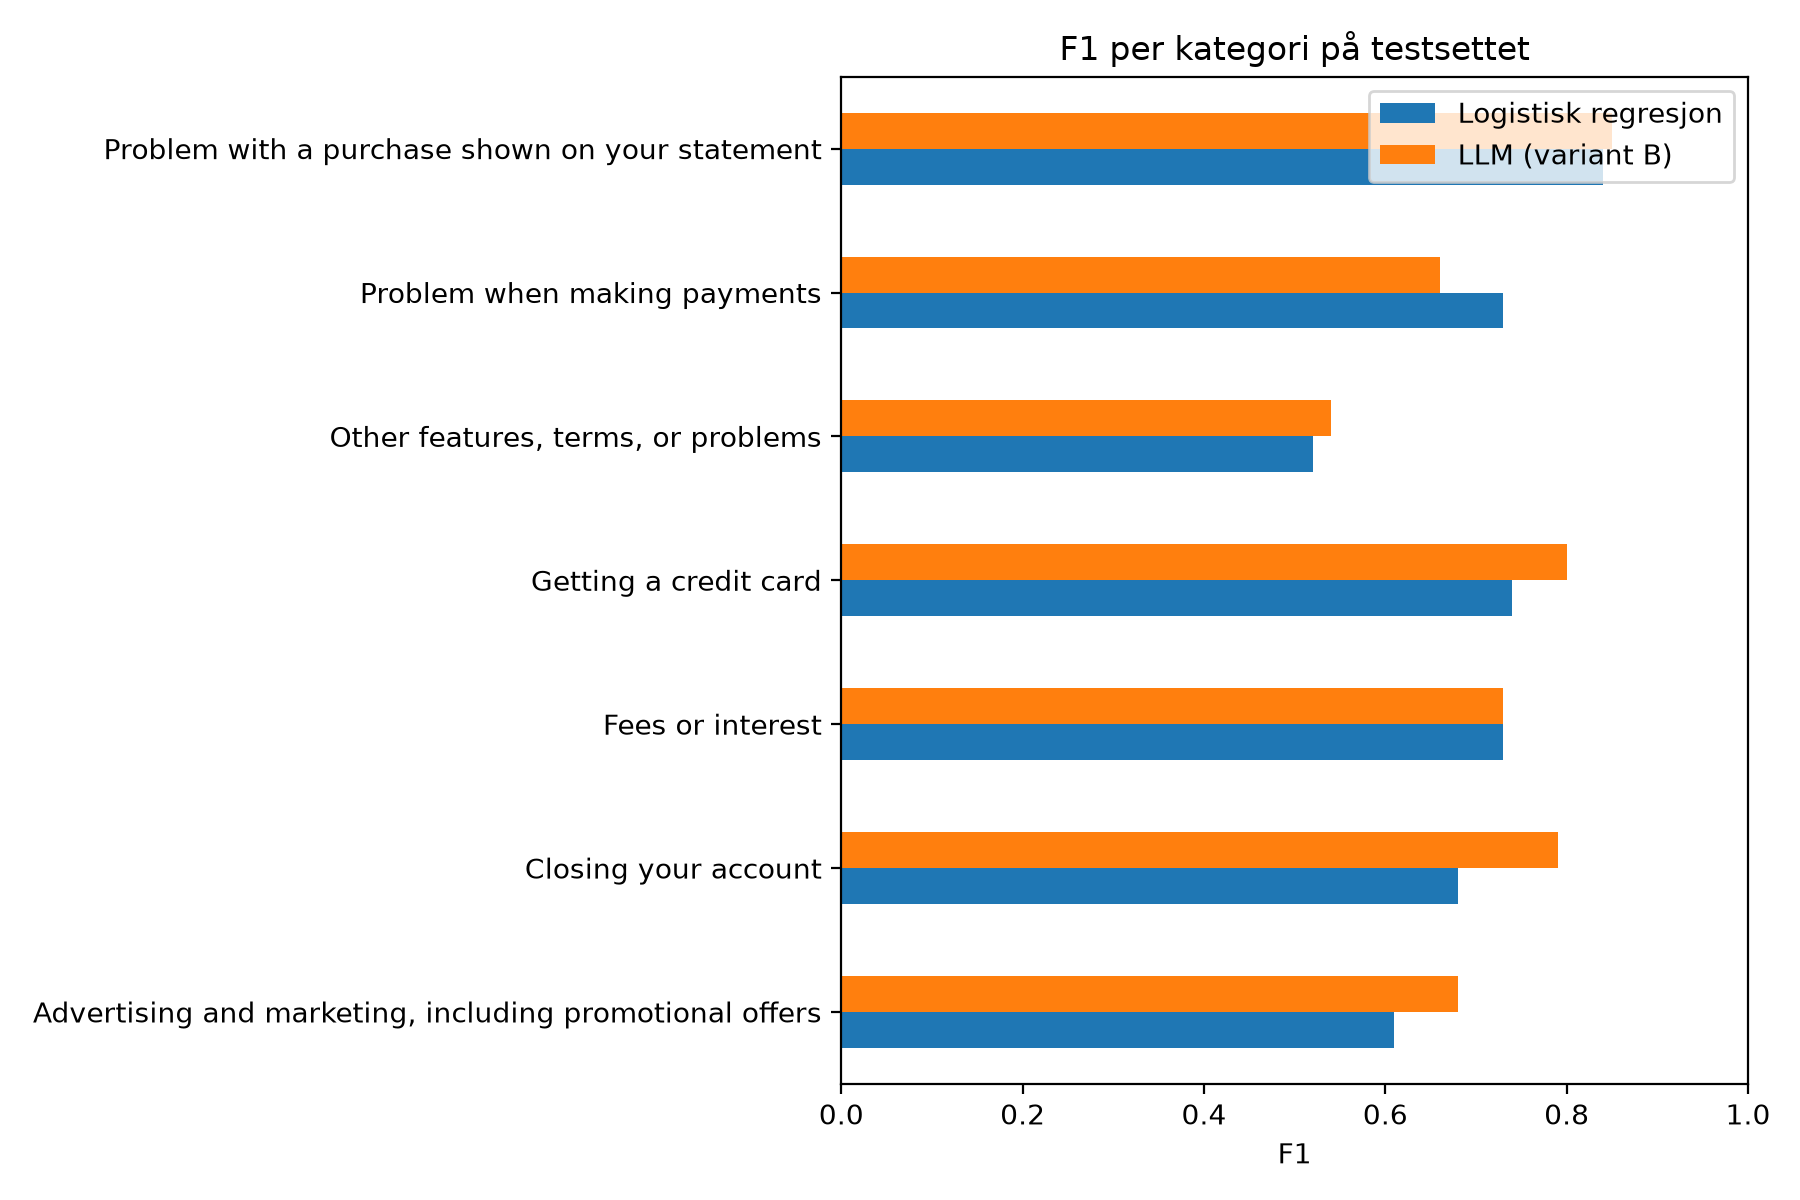 F1 per kategori på testsettet
Logistisk regresjon
LLM (variant B)
Problem with a purchase shown on your statement
Problem when making payments
Other features, terms, or problems
Getting a credit card
Fees or interest
Closing your account
Advertising and marketing, including promotional offers
0.0 0.2 0.4 0.6 0.8 1.0
F1